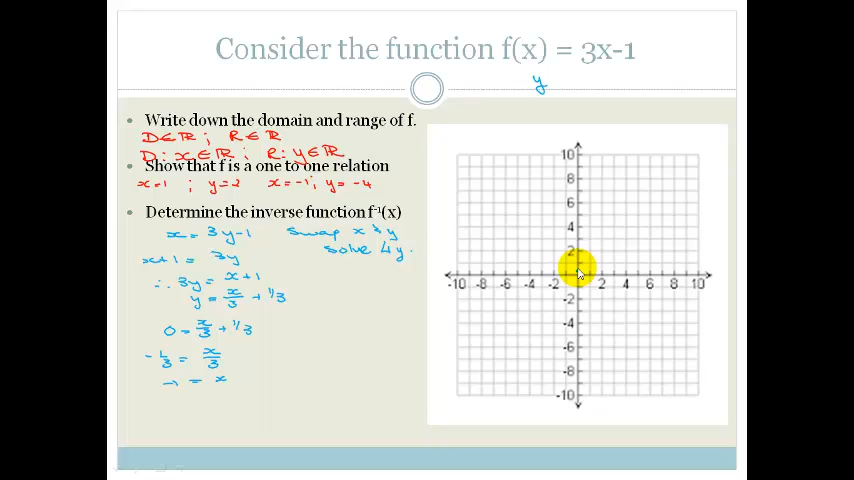 Consider the function f(x) = 3x-1
y
• Write down the domain and range of f.
D ∈ ℝ ; R ∈ ℝ
D: x ∈ ℝ ; R: y ∈ ℝ
• Show that f is a one to one relation
x=1 ; y=2 x=-1; y=-4
• Determine the inverse function f⁻¹(x)
x = 3y-1 swap x & y
x+1 = 3y solve 4 y.
∴ 3y = x+1
y = x/3 + 1/3
0 = x/3 + 1/3
-1/3 = x/3
-1 = x
10
8
6
4
2
-10 -8 -6 -4 -2 2 4 6 8 10
-2
-4
-6
-8
-10